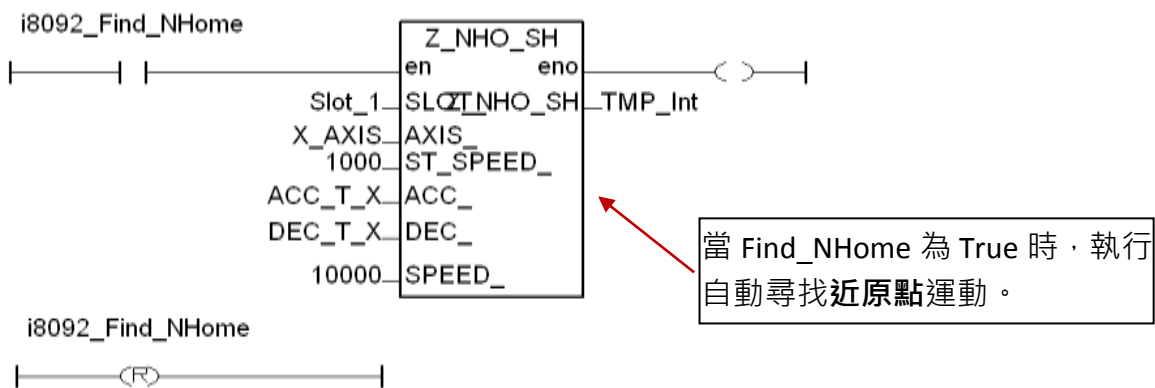 i8092_Find_NHome
Z_NHO_SH
en eno
Slot_1 SLOT_ Z_NHO_SH TMP_Int
X_AXIS AXIS_
1000 ST_SPEED_
ACC_T_X ACC_
DEC_T_X DEC_
10000 SPEED_
當 Find_NHome 為 True 時，執行
自動尋找近原點運動。
i8092_Find_NHome
R